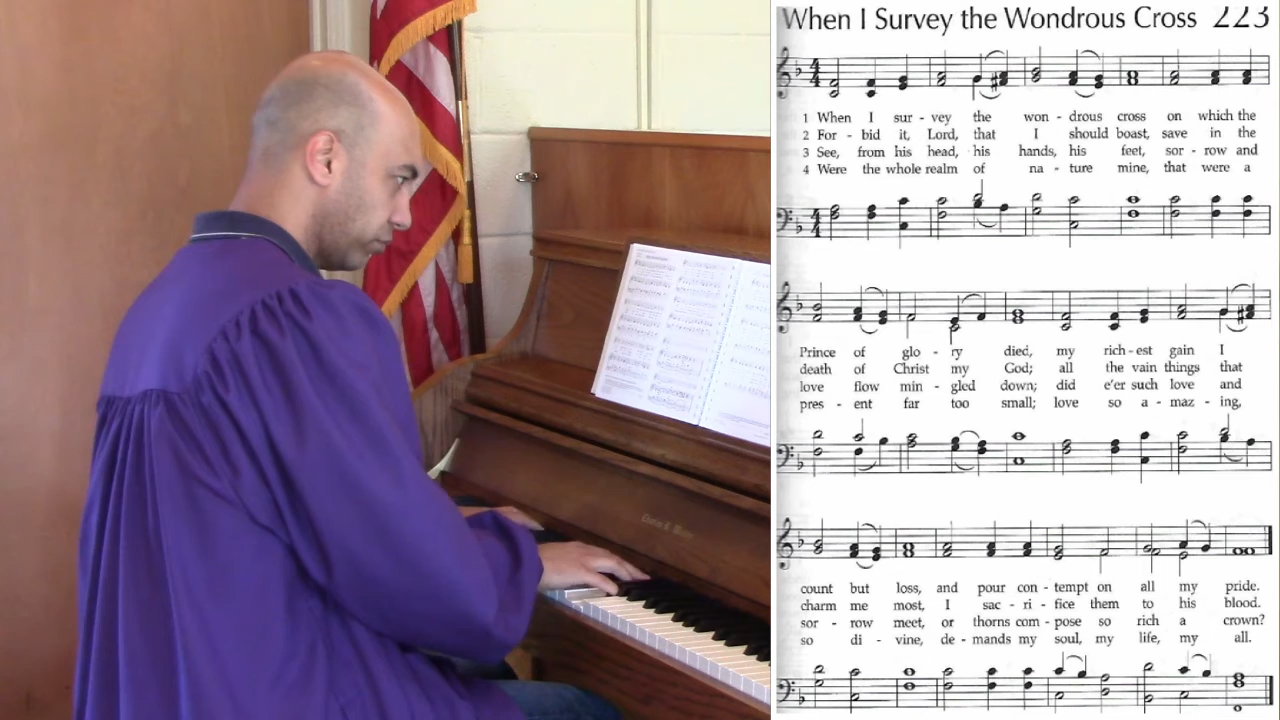 When I Survey the Wondrous Cross 223
1 When I sur - vey the won - drous cross on which the
2 For - bid it, Lord, that I should boast, save in the
3 See, from his head, his hands, his feet, sor - row and
4 Were the whole realm of na - ture mine, that were a
Prince of glo - ry died, my rich - est gain I
death of Christ my God; all the vain things that
love flow min - gled down; did e'er such love and
pres - ent far too small; love so a - maz - ing,
count but loss, and pour con - tempt on all my pride.
charm me most, I sac - ri - fice them to his blood.
sor - row meet, or thorns com - pose so rich a crown?
so di - vine, de - mands my soul, my life, my all.